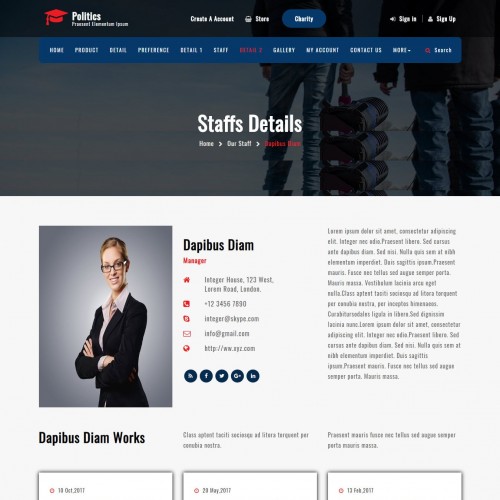 Politics
Praesent Elementum Ipsum
Create A Account
Store
Charity
Sign in
Sign Up
HOME PRODUCT DETAIL PREFERENCE DETAIL 1 STAFF DETAIL 2 GALLERY MY ACCOUNT CONTACT US MORE Search
Staffs Details
Home Our Staff Dapibus Diam
Dapibus Diam
Manager
Integer House, 123 West,
Lorem Road, London.
+12 3456 7890
integer@skype.com
info@gmail.com
http://ww.xyz.com
Lorem ipsum dolor sit amet, consectetur adipiscing
elit. Integer nec odio.Praesent libero. Sed cursas
ante dapibus diam. Sed nisi. Nulla quis sem at nibh
elementum imperdiet. Duis sagittis ipsum.Praesent
mauris. Fusce nec tellus sed augue semper porta.
Mauris massa. Vestibulum lacinia arcu eget
nulla.Class aptent taciti sociosqu ad litora torquent
per conubia nostra, per inceptos himenaeos.
Curabitursodales ligula in libero.Sed dignissim
lacinia nunc.Lorem ipsum dolor sit amet, consectetur
adipiscing elit. Integer nec odio.Praesent libero.
Sed cursas ante dapibus diam. Sed nisi. Nulla quis
sem at nibh elementum imperdiet. Duis sagittis
ipsum.Praesent mauris. Fusce nec tellus sed augue
semper porta. Mauris massa.
Dapibus Diam Works
Class aptent taciti sociosqu ad litora torquent per
conubia nostra.
Praesent mauris fusce nec tellus sed augue semper
porta mauris massa.
18 Oct,2017
20 May,2017
13 Feb,2017